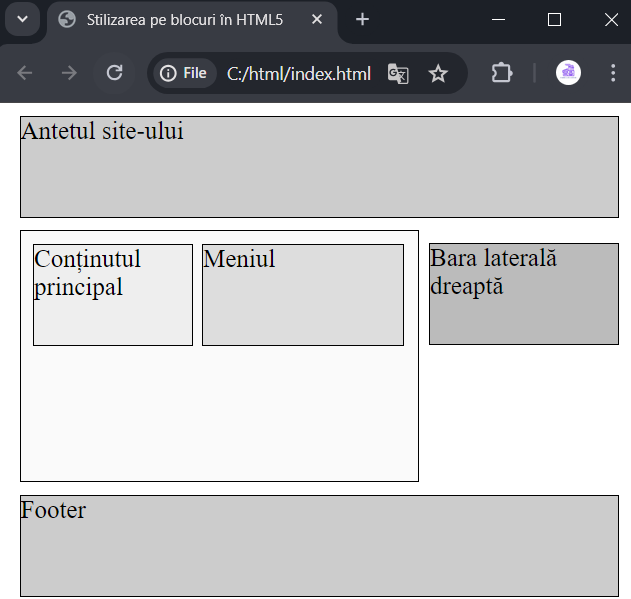 Stilizarea pe blocuri în HTML5
File
C:/html/index.html
Antetul site-ului
Conținutul
principal
Meniul
Bara laterală
dreaptă
Footer